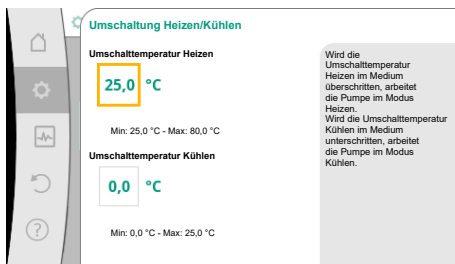 Umschaltung Heizen/Kühlen
Umschalttemperatur Heizen
25,0 °C
Min: 25,0 °C - Max: 80,0 °C
Umschalttemperatur Kühlen
0,0 °C
Min: 0,0 °C - Max: 25,0 °C
Wird die
Umschalttemperatur
Heizen im Medium
überschritten, arbeitet
die Pumpe im Modus
Heizen.
Wird die Umschalttemperatur
Kühlen im Medium
unterschritten, arbeitet
die Pumpe im Modus
Kühlen.
?